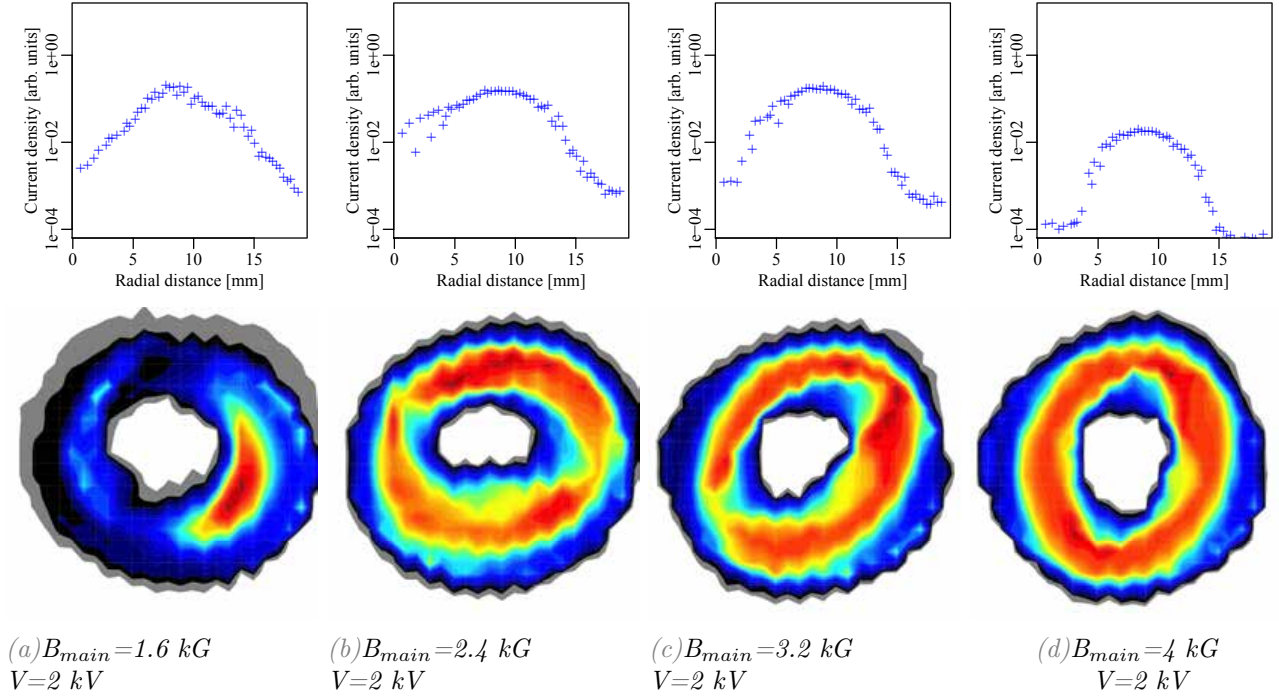 Current density [arb. units]
1e−04 1e−02 1e+00
0 5 10 15
Radial distance [mm]
Current density [arb. units]
1e−04 1e−02 1e+00
0 5 10 15
Radial distance [mm]
Current density [arb. units]
1e−04 1e−02 1e+00
0 5 10 15
Radial distance [mm]
Current density [arb. units]
1e−04 1e−02 1e+00
0 5 10 15
Radial distance [mm]
(a)B_main=1.6 kG
V=2 kV
(b)B_main=2.4 kG
V=2 kV
(c)B_main=3.2 kG
V=2 kV
(d)B_main=4 kG
V=2 kV